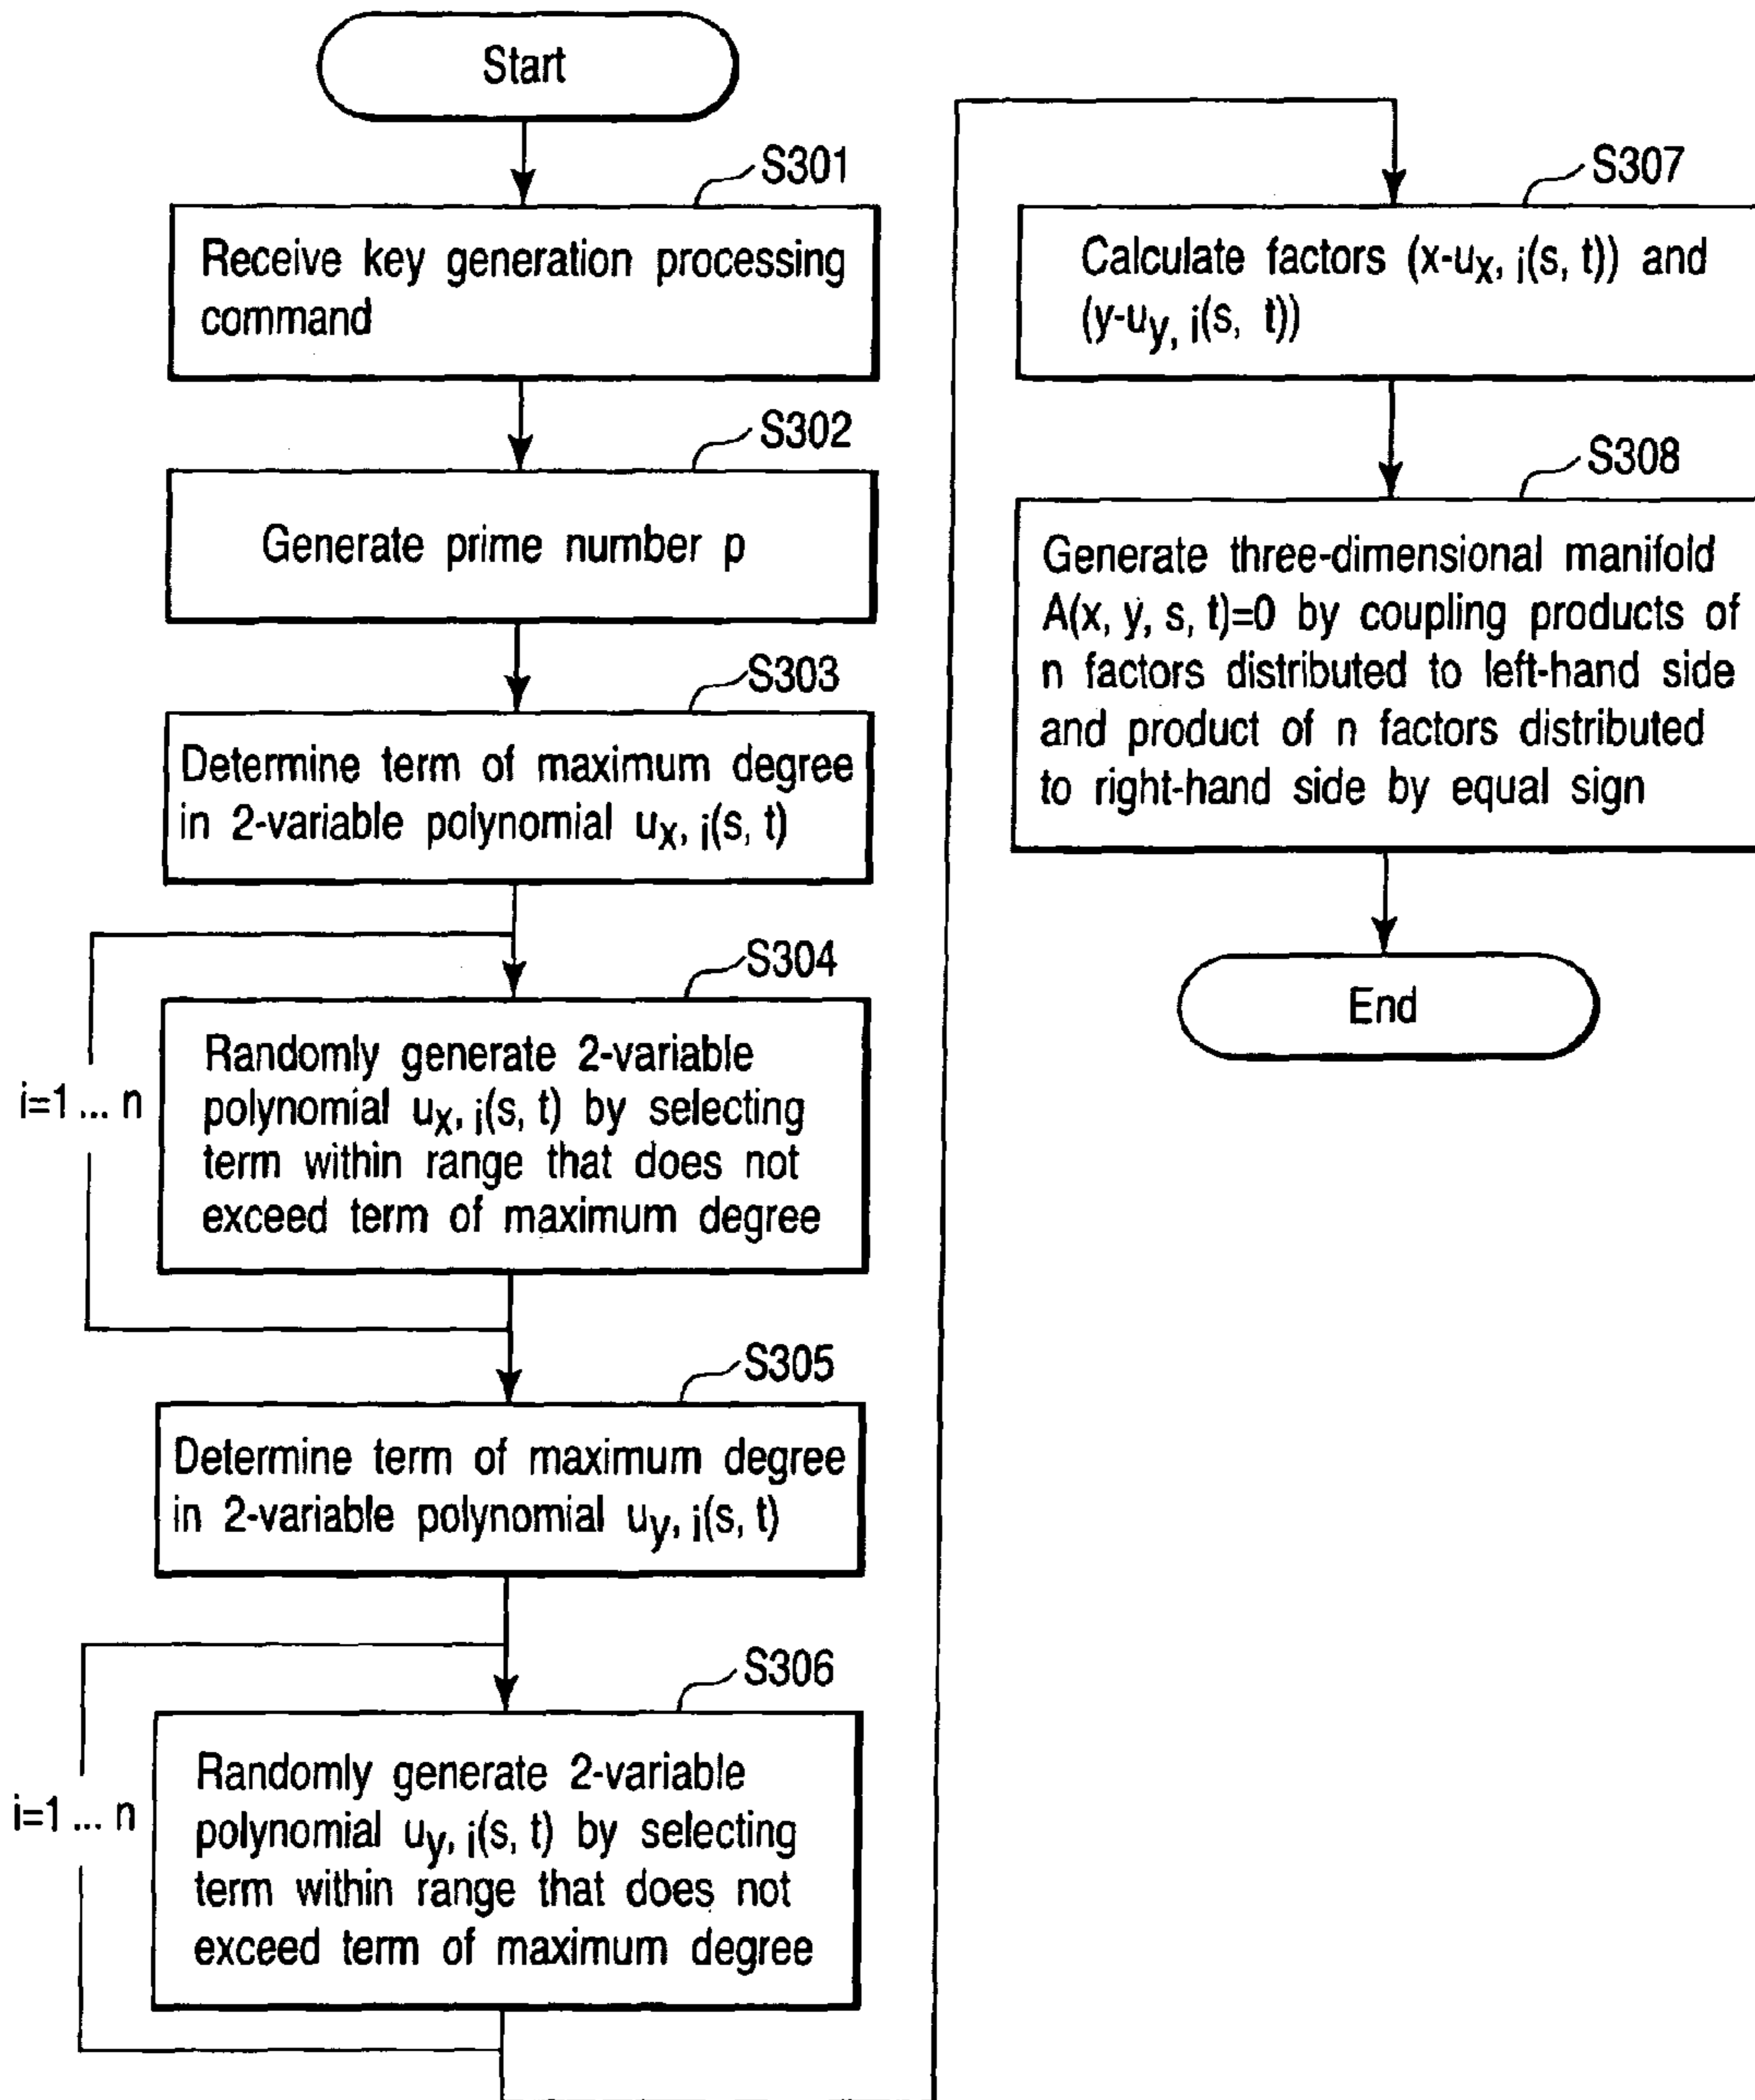 Start
S301
Receive key generation processing
command
S302
Generate prime number p
S303
Determine term of maximum degree
in 2-variable polynomial ux, i(s, t)
S304
i=1 ... n
Randomly generate 2-variable
polynomial ux, i(s, t) by selecting
term within range that does not
exceed term of maximum degree
S305
Determine term of maximum degree
in 2-variable polynomial uy, i(s, t)
S306
i=1 ... n
Randomly generate 2-variable
polynomial uy, i(s, t) by selecting
term within range that does not
exceed term of maximum degree
S307
Calculate factors (x-ux, i(s, t)) and
(y-uy, i(s, t))
S308
Generate three-dimensional manifold
A(x, y, s, t)=0 by coupling products of
n factors distributed to left-hand side
and product of n factors distributed
to right-hand side by equal sign
End